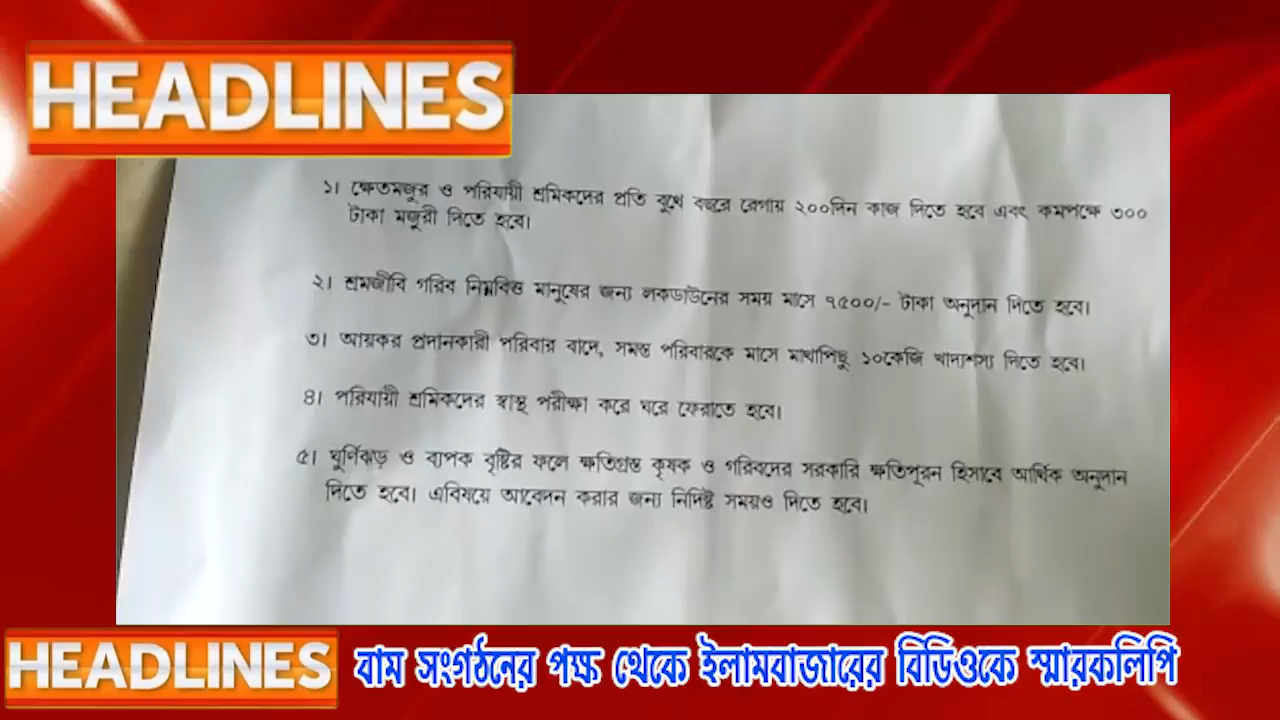 HEADLINES
১। ক্ষেতমজুর ও পরিযায়ী শ্রমিকদের প্রতি বুথে বছরে রেগায় ২০০দিন কাজ দিতে হবে এবং কমপক্ষে ৩০০
টাকা মজুরী দিতে হবে।
২। শ্রমজীবি গরিব নিম্নবিত্ত মানুষের জন্য লকডাউনের সময় মাসে ৭৫০০/- টাকা অনুদান দিতে হবে।
৩। আয়কর প্রদানকারী পরিবার বাদে, সমস্ত পরিবারকে মাসে মাথাপিছু ১০কেজি খাদ্যশস্য দিতে হবে।
৪। পরিযায়ী শ্রমিকদের স্বাস্থ পরীক্ষা করে ঘরে ফেরাতে হবে।
৫। ঘুর্ণিঝড় ও ব্যাপক বৃষ্টির ফলে ক্ষতিগ্রস্ত কৃষক ও গরিবদের সরকারি ক্ষতিপূরন হিসাবে আর্থিক অনুদান
দিতে হবে। এবিষয়ে আবেদন করার জন্য নির্দিষ্ট সময়ও দিতে হবে।
HEADLINES বাম সংগঠনের পক্ষ থেকে ইলামবাজারের বিডিওকে স্মারকলিপি